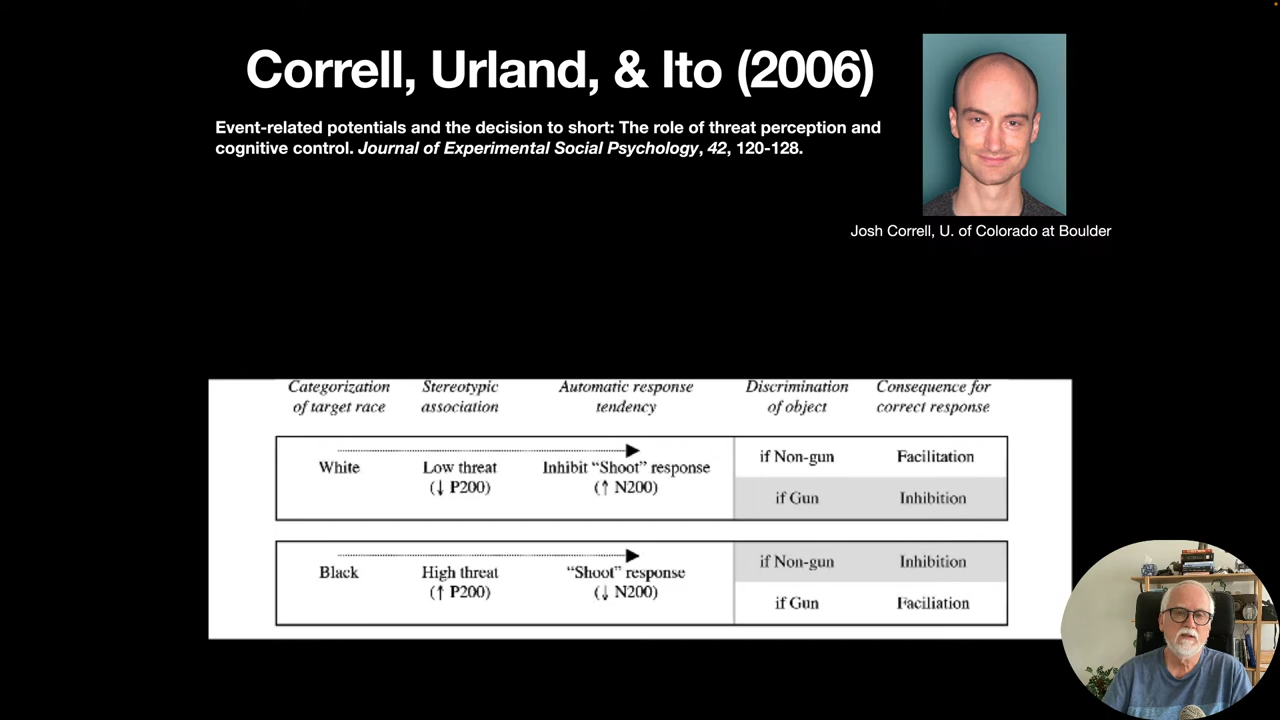 Correll, Urland, & Ito (2006)
Event-related potentials and the decision to short: The role of threat perception and
cognitive control. Journal of Experimental Social Psychology, 42, 120-128.
Josh Correll, U. of Colorado at Boulder
Categorization of target race
Stereotypic association
Automatic response tendency
Discrimination of object
Consequence for correct response
White
Low threat
(↓ P200)
Inhibit “Shoot” response
(↑ N200)
if Non-gun
Facilitation
if Gun
Inhibition
Black
High threat
(↑ P200)
“Shoot” response
(↓ N200)
if Non-gun
Inhibition
if Gun
Faciliation